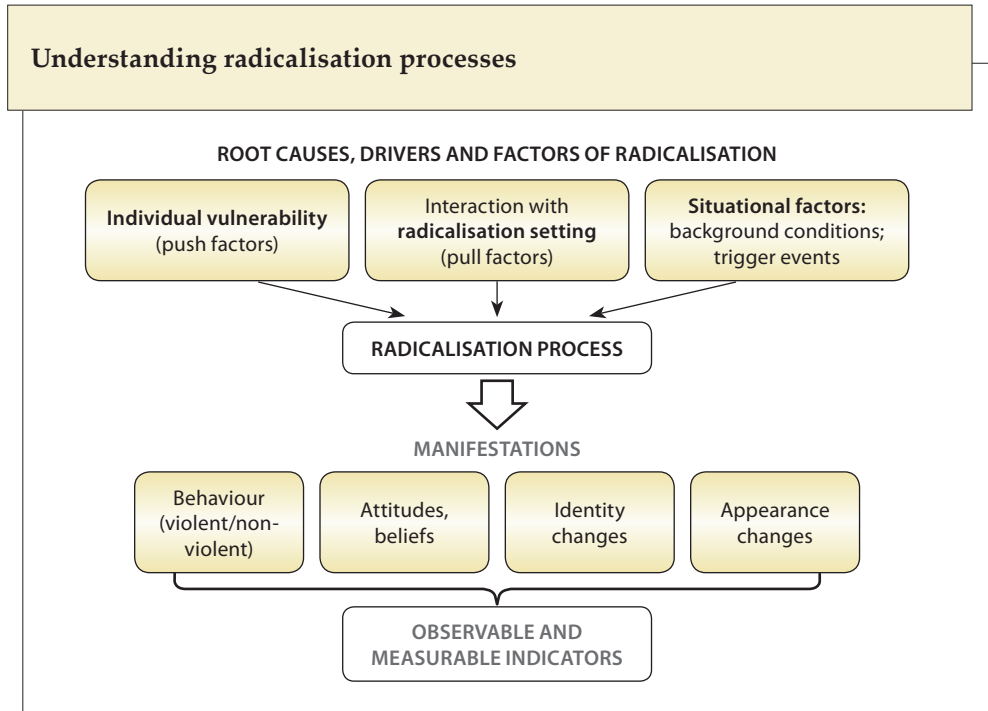 Understanding radicalisation processes
ROOT CAUSES, DRIVERS AND FACTORS OF RADICALISATION
Individual vulnerability
(push factors)
Interaction with
radicalisation setting
(pull factors)
Situational factors:
background conditions;
trigger events
RADICALISATION PROCESS
MANIFESTATIONS
Behaviour
(violent/non-
violent)
Attitudes,
beliefs
Identity
changes
Appearance
changes
OBSERVABLE AND
MEASURABLE INDICATORS